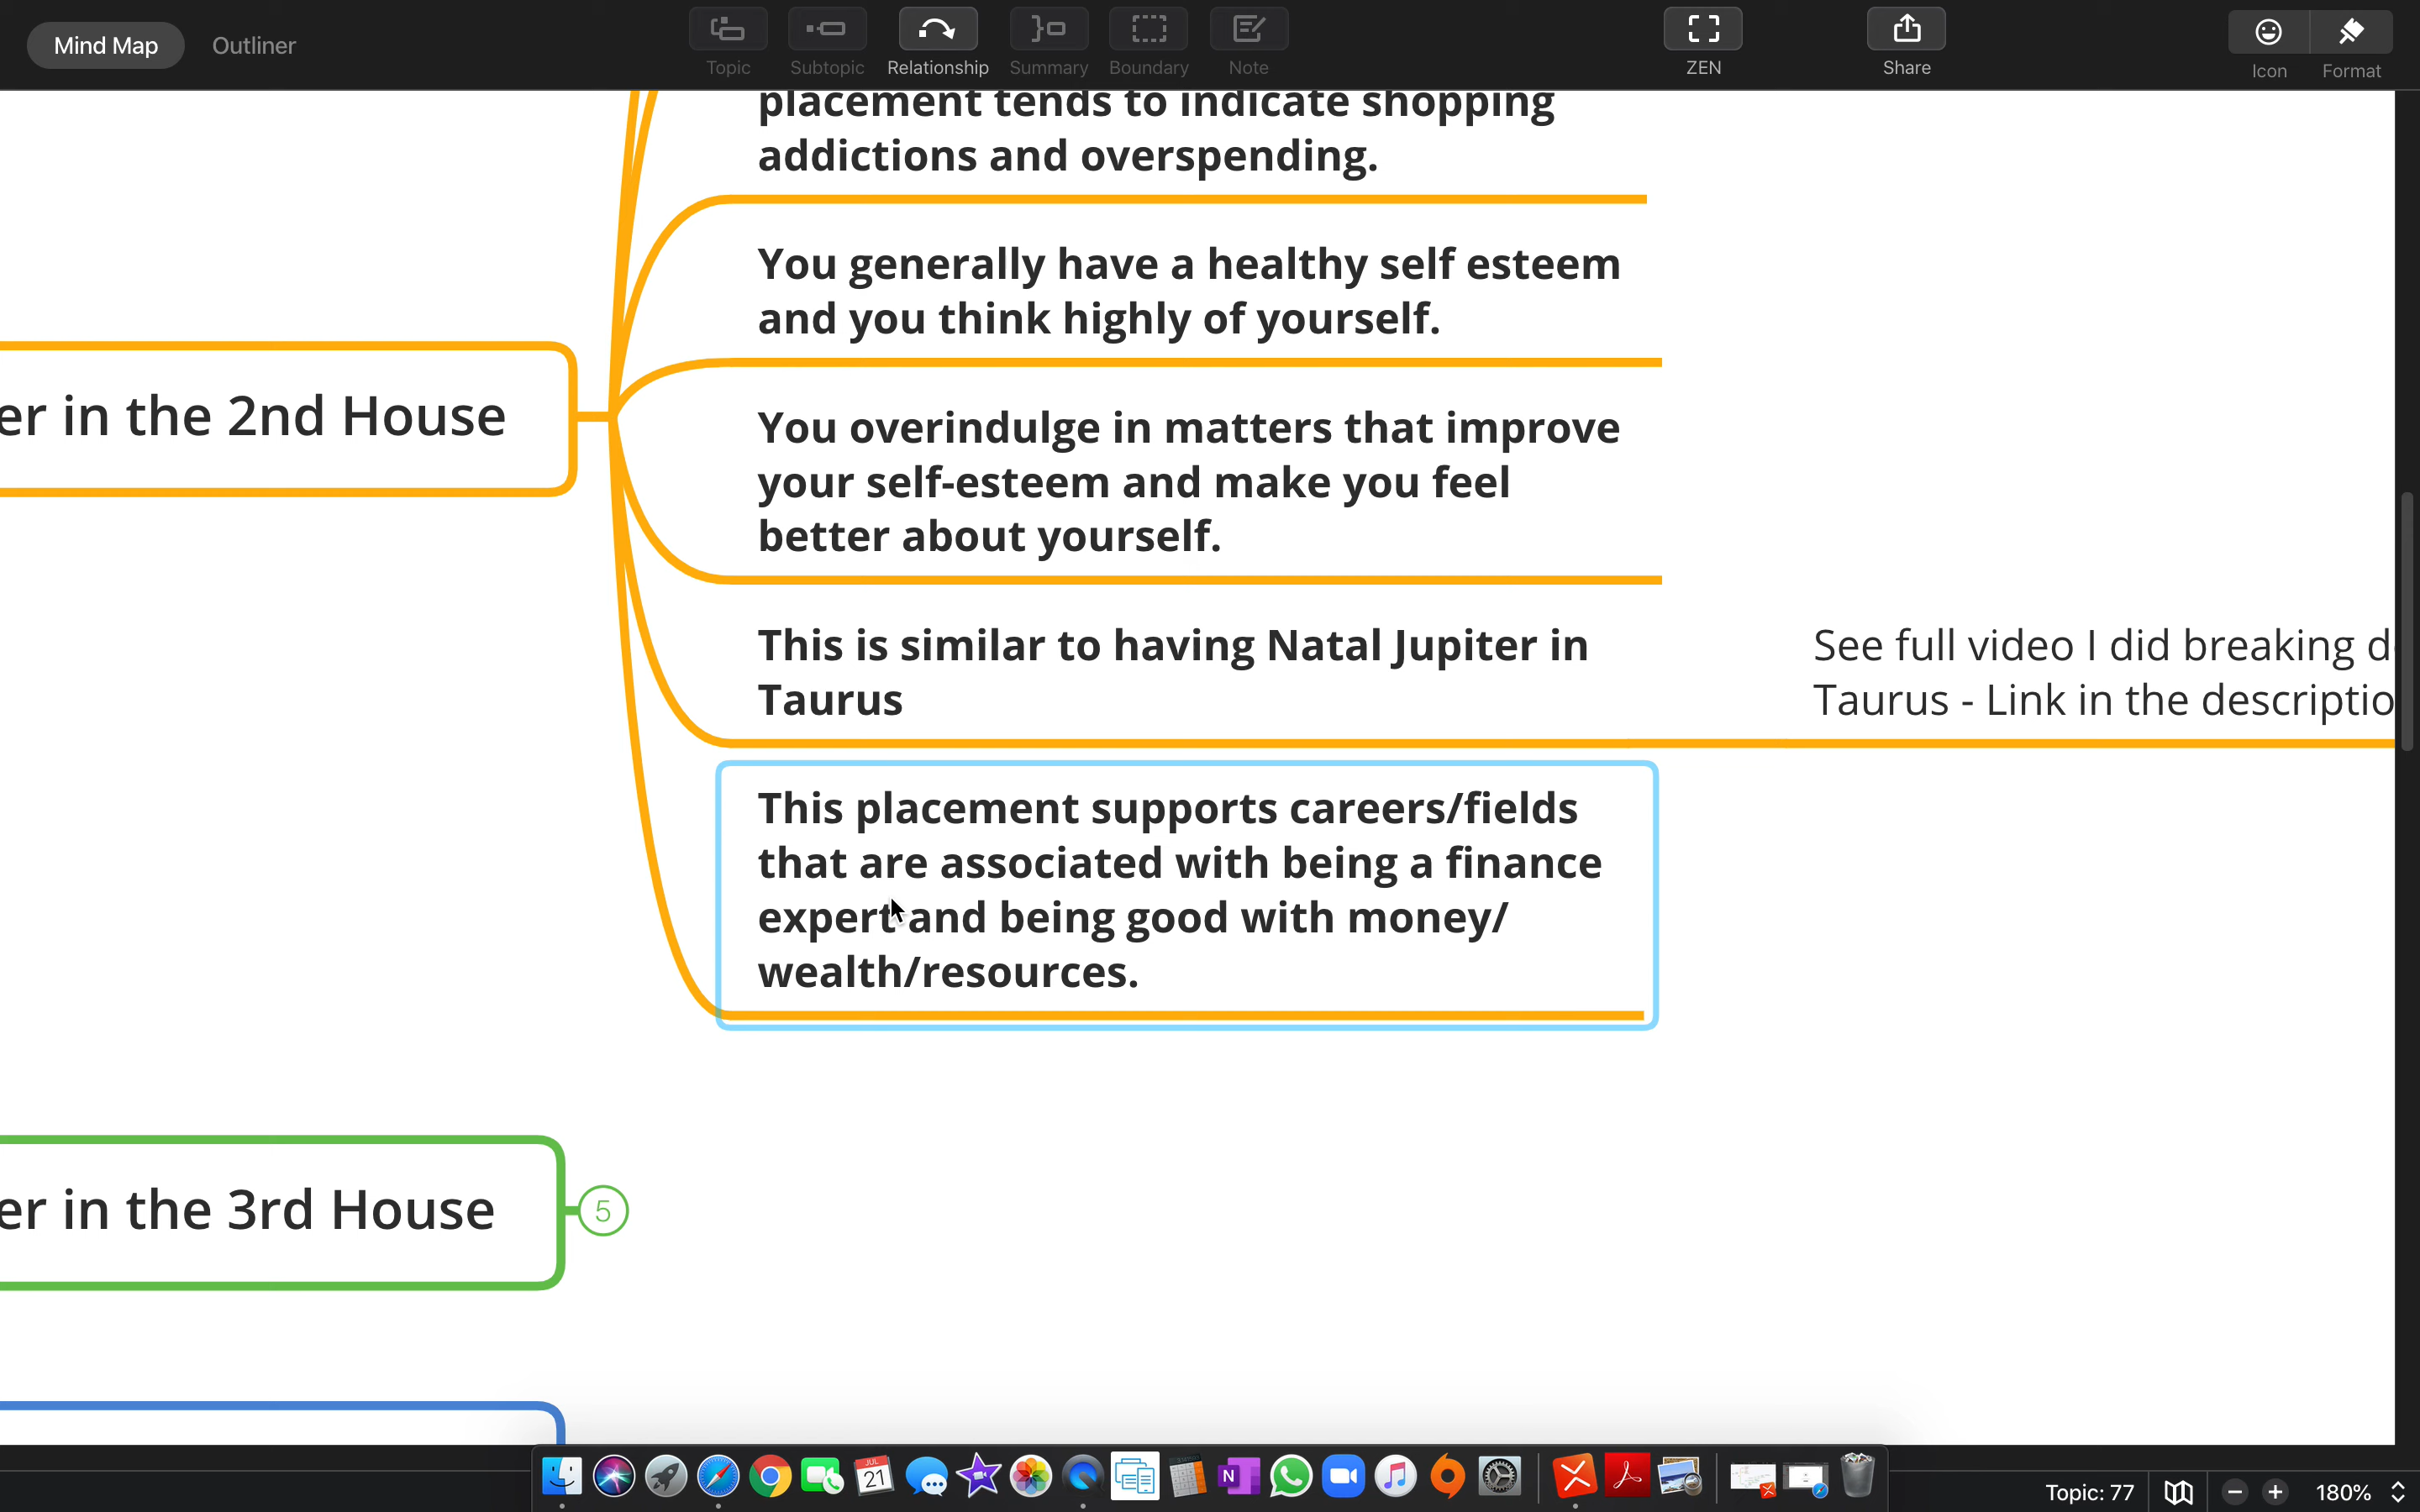 Mind Map
Outliner
Topic
Subtopic
Relationship
Summary
Boundary
Note
ZEN
Share
Icon
Format
placement tends to indicate shopping
addictions and overspending.
You generally have a healthy self esteem
and you think highly of yourself.
er in the 2nd House
You overindulge in matters that improve
your self-esteem and make you feel
better about yourself.
This is similar to having Natal Jupiter in
Taurus
See full video I did breaking d
Taurus - Link in the descriptio
This placement supports careers/fields
that are associated with being a finance
expert and being good with money/
wealth/resources.
er in the 3rd House
5
JUL
21
N
Topic: 77
180%